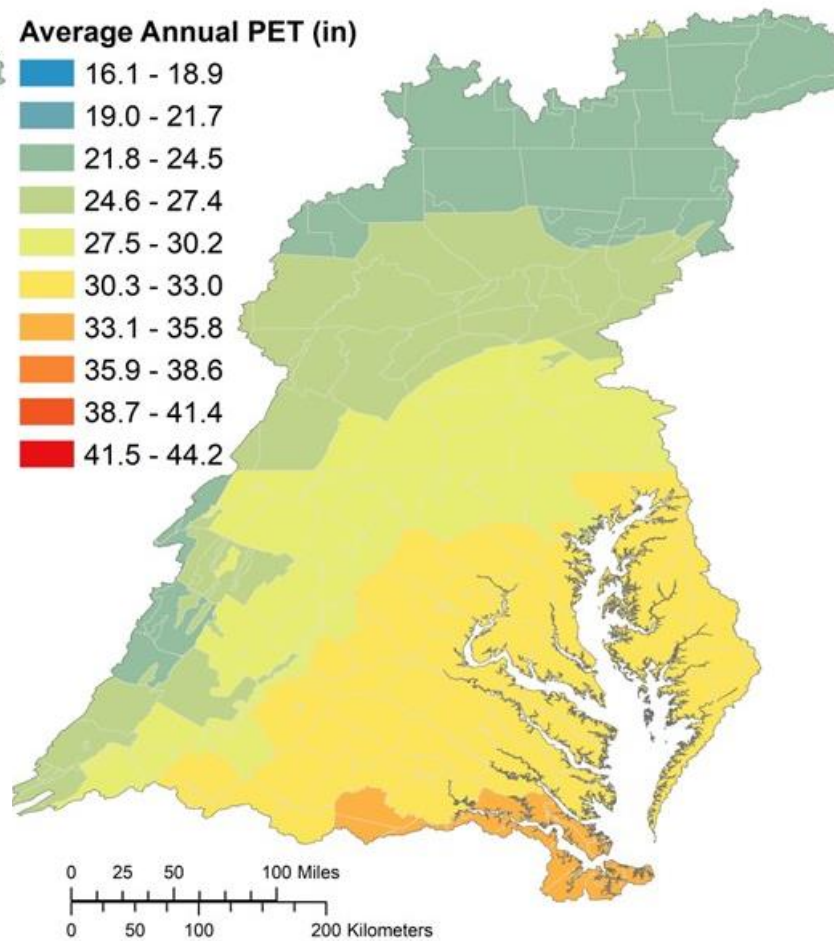 Average Annual PET (in)
16.1 - 18.9
19.0 - 21.7
21.8 - 24.5
24.6 - 27.4
27.5 - 30.2
30.3 - 33.0
33.1 - 35.8
35.9 - 38.6
38.7 - 41.4
41.5 - 44.2
0 25 50 100 Miles
0 50 100 200 Kilometers